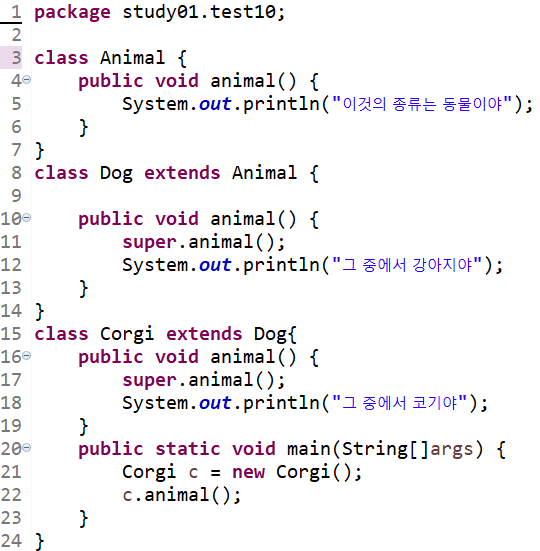 1 package study01.test10;
2
3 class Animal {
4 public void animal() {
5 System.out.println("이것의 종류는 동물이야");
6 }
7 }
8 class Dog extends Animal {
9
10 public void animal() {
11 super.animal();
12 System.out.println("그 중에서 강아지야");
13 }
14 }
15 class Corgi extends Dog{
16 public void animal() {
17 super.animal();
18 System.out.println("그 중에서 코기야");
19 }
20 public static void main(String[]args) {
21 Corgi c = new Corgi();
22 c.animal();
23 }
24 }